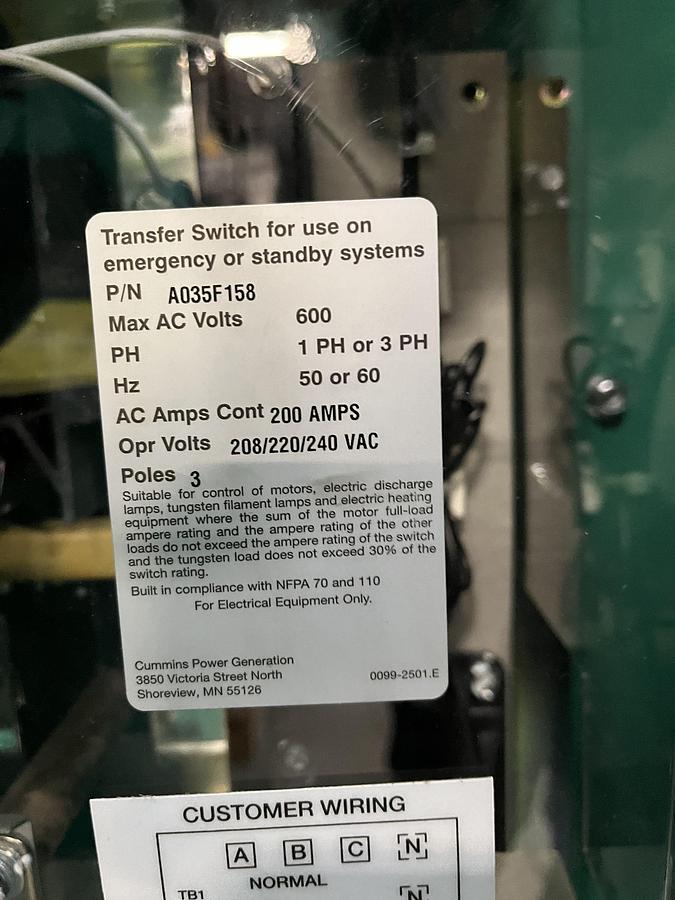 Transfer Switch for use on
emergency or standby systems
P/N A035F158
Max AC Volts 600
PH 1 PH or 3 PH
Hz 50 or 60
AC Amps Cont 200 AMPS
Opr Volts 208/220/240 VAC
Poles 3
Suitable for control of motors, electric discharge
lamps, tungsten filament lamps and electric heating
equipment where the sum of the motor full-load
ampere rating and the ampere rating of the other
loads do not exceed the ampere rating of the switch
and the tungsten load does not exceed 30% of the
switch rating.
Built in compliance with NFPA 70 and 110
For Electrical Equipment Only.
Cummins Power Generation
3850 Victoria Street North 0099-2501.E
Shoreview, MN 55126
CUSTOMER WIRING
A B C N
NORMAL
TB1 N